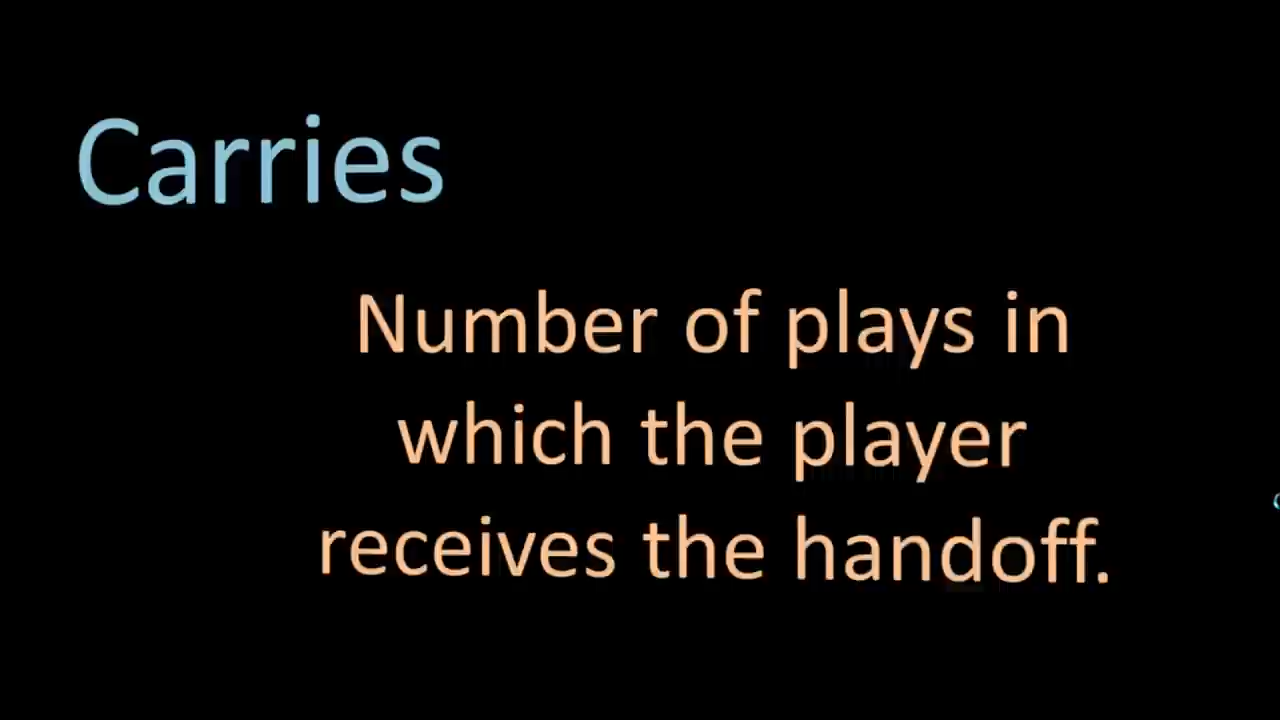 Carries
Number of plays in
which the player
receives the handoff.